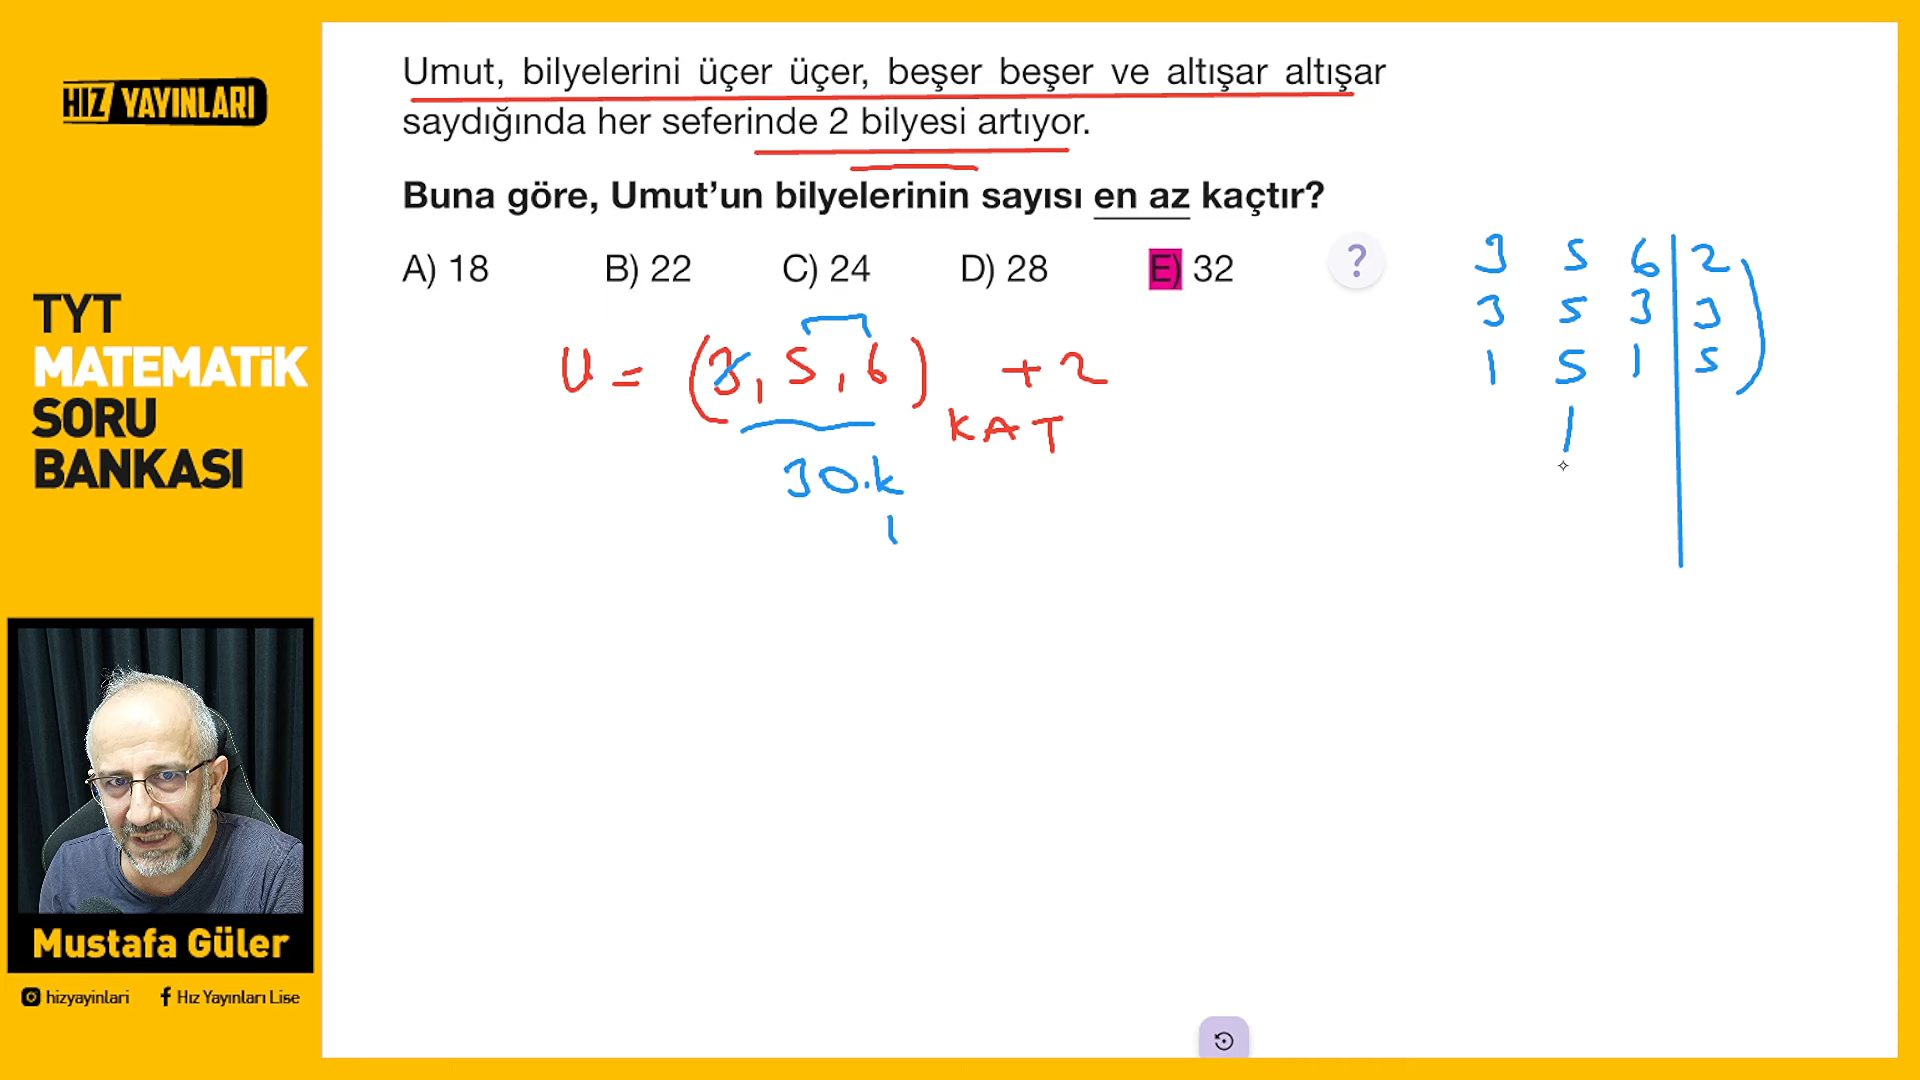 HIZ YAYINLARI
TYT
MATEMATİK
SORU
BANKASI
Mustafa Güler
hizyayinlari
Hız Yayınları Lise
Umut, bilyelerini üçer üçer, beşer beşer ve altışar altışar
saydığında her seferinde 2 bilyesi artıyor.
Buna göre, Umut'un bilyelerinin sayısı en az kaçtır?
A) 18 B) 22 C) 24 D) 28 E) 32
?
U = (3, 5, 6) + 2
KAT
30.k
1
3 5 6 2
3 5 3 3
1 5 1 5
1